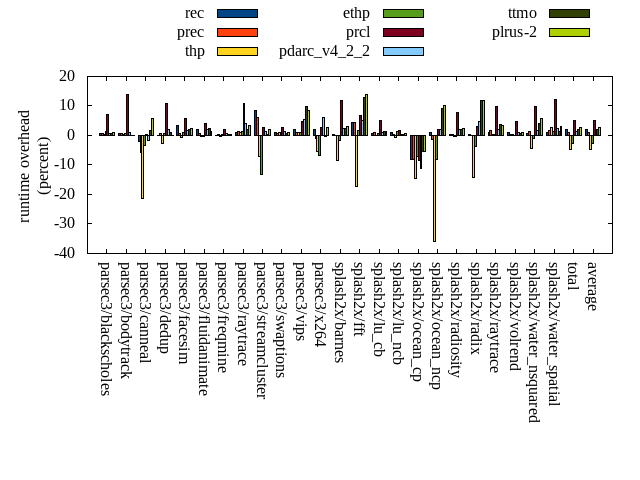 rec ethp ttmo
prec prcl plrus-2
thp pdarc_v4_2_2
runtime overhead
(percent)
20
10
0
-10
-20
-30
-40
parsec3/blackscholes
parsec3/bodytrack
parsec3/canneal
parsec3/dedup
parsec3/facesim
parsec3/fluidanimate
parsec3/freqmine
parsec3/raytrace
parsec3/streamcluster
parsec3/swaptions
parsec3/vips
parsec3/x264
splash2x/barnes
splash2x/fft
splash2x/lu_cb
splash2x/lu_ncb
splash2x/ocean_cp
splash2x/ocean_ncp
splash2x/radiosity
splash2x/radix
splash2x/raytrace
splash2x/volrend
splash2x/water_nsquared
splash2x/water_spatial
total
average